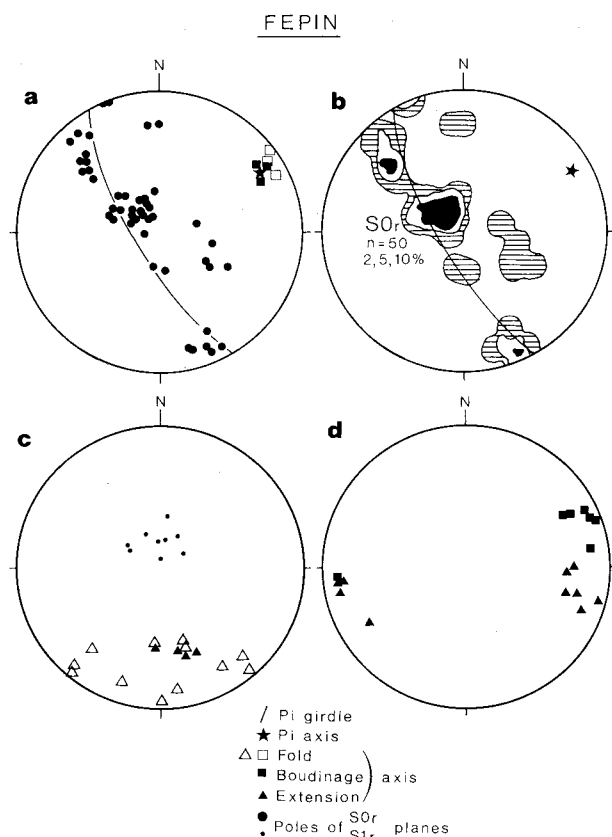 FEPIN
N
N
a
b
S0r
n=50
2,5,10%
N
N
c
d
Pi girdle
Pi axis
Fold
Boudinage axis
Extension
Poles of S0r planes
S1r